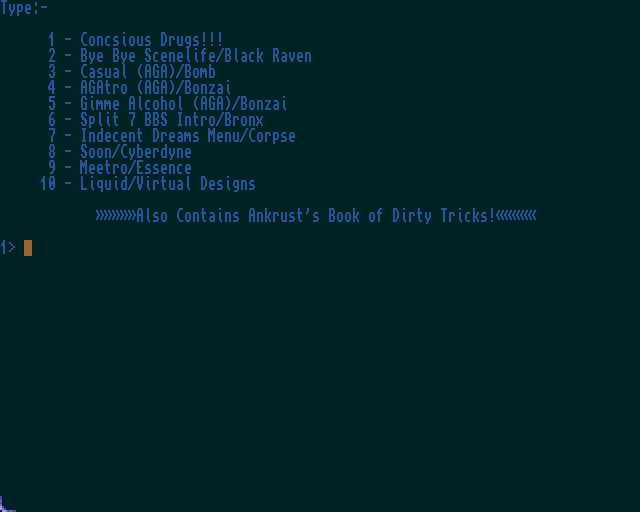 Type:-
1 - Concsious Drugs!!!
2 - Bye Bye Scenelife/Black Raven
3 - Casual (AGA)/Bomb
4 - AGAtro (AGA)/Bonzai
5 - Gimme Alcohol (AGA)/Bonzai
6 - Split 7 BBS Intro/Bronx
7 - Indecent Dreams Menu/Corpse
8 - Soon/Cyberdyne
9 - Meetro/Essence
10 - Liquid/Virtual Designs
»»»»»Also Contains Ankrust's Book of Dirty Tricks!«««««
1>